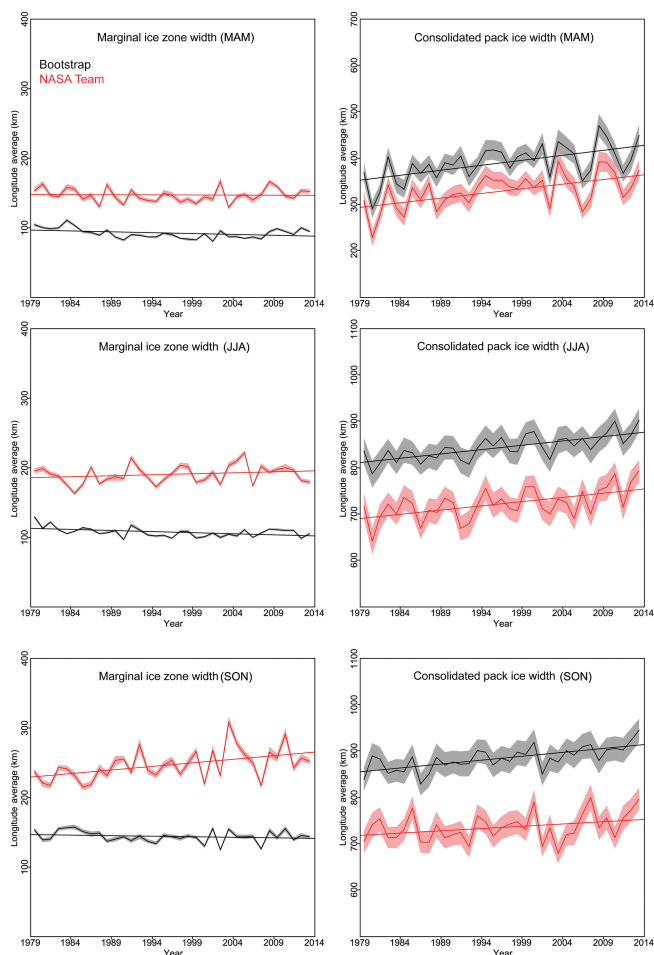 Marginal ice zone width (MAM)
Bootstrap
NASA Team
Longitude average (km)
100
200
300
400
1979 1984 1989 1994 1999 2004 2009 2014
Year
Consolidated pack ice width (MAM)
Longitude average (km)
300
400
500
600
700
1979 1984 1989 1994 1999 2004 2009 2014
Year
Marginal ice zone width (JJA)
Longitude average (km)
100
200
300
400
1979 1984 1989 1994 1999 2004 2009 2014
Year
Consolidated pack ice width (JJA)
Longitude average (km)
600
700
800
900
1000
1100
1979 1984 1989 1994 1999 2004 2009 2014
Year
Marginal ice zone width (SON)
Longitude average (km)
100
200
300
400
1979 1984 1989 1994 1999 2004 2009 2014
Year
Consolidated pack ice width (SON)
Longitude average (km)
600
700
800
900
1000
1100
1979 1984 1989 1994 1999 2004 2009 2014
Year